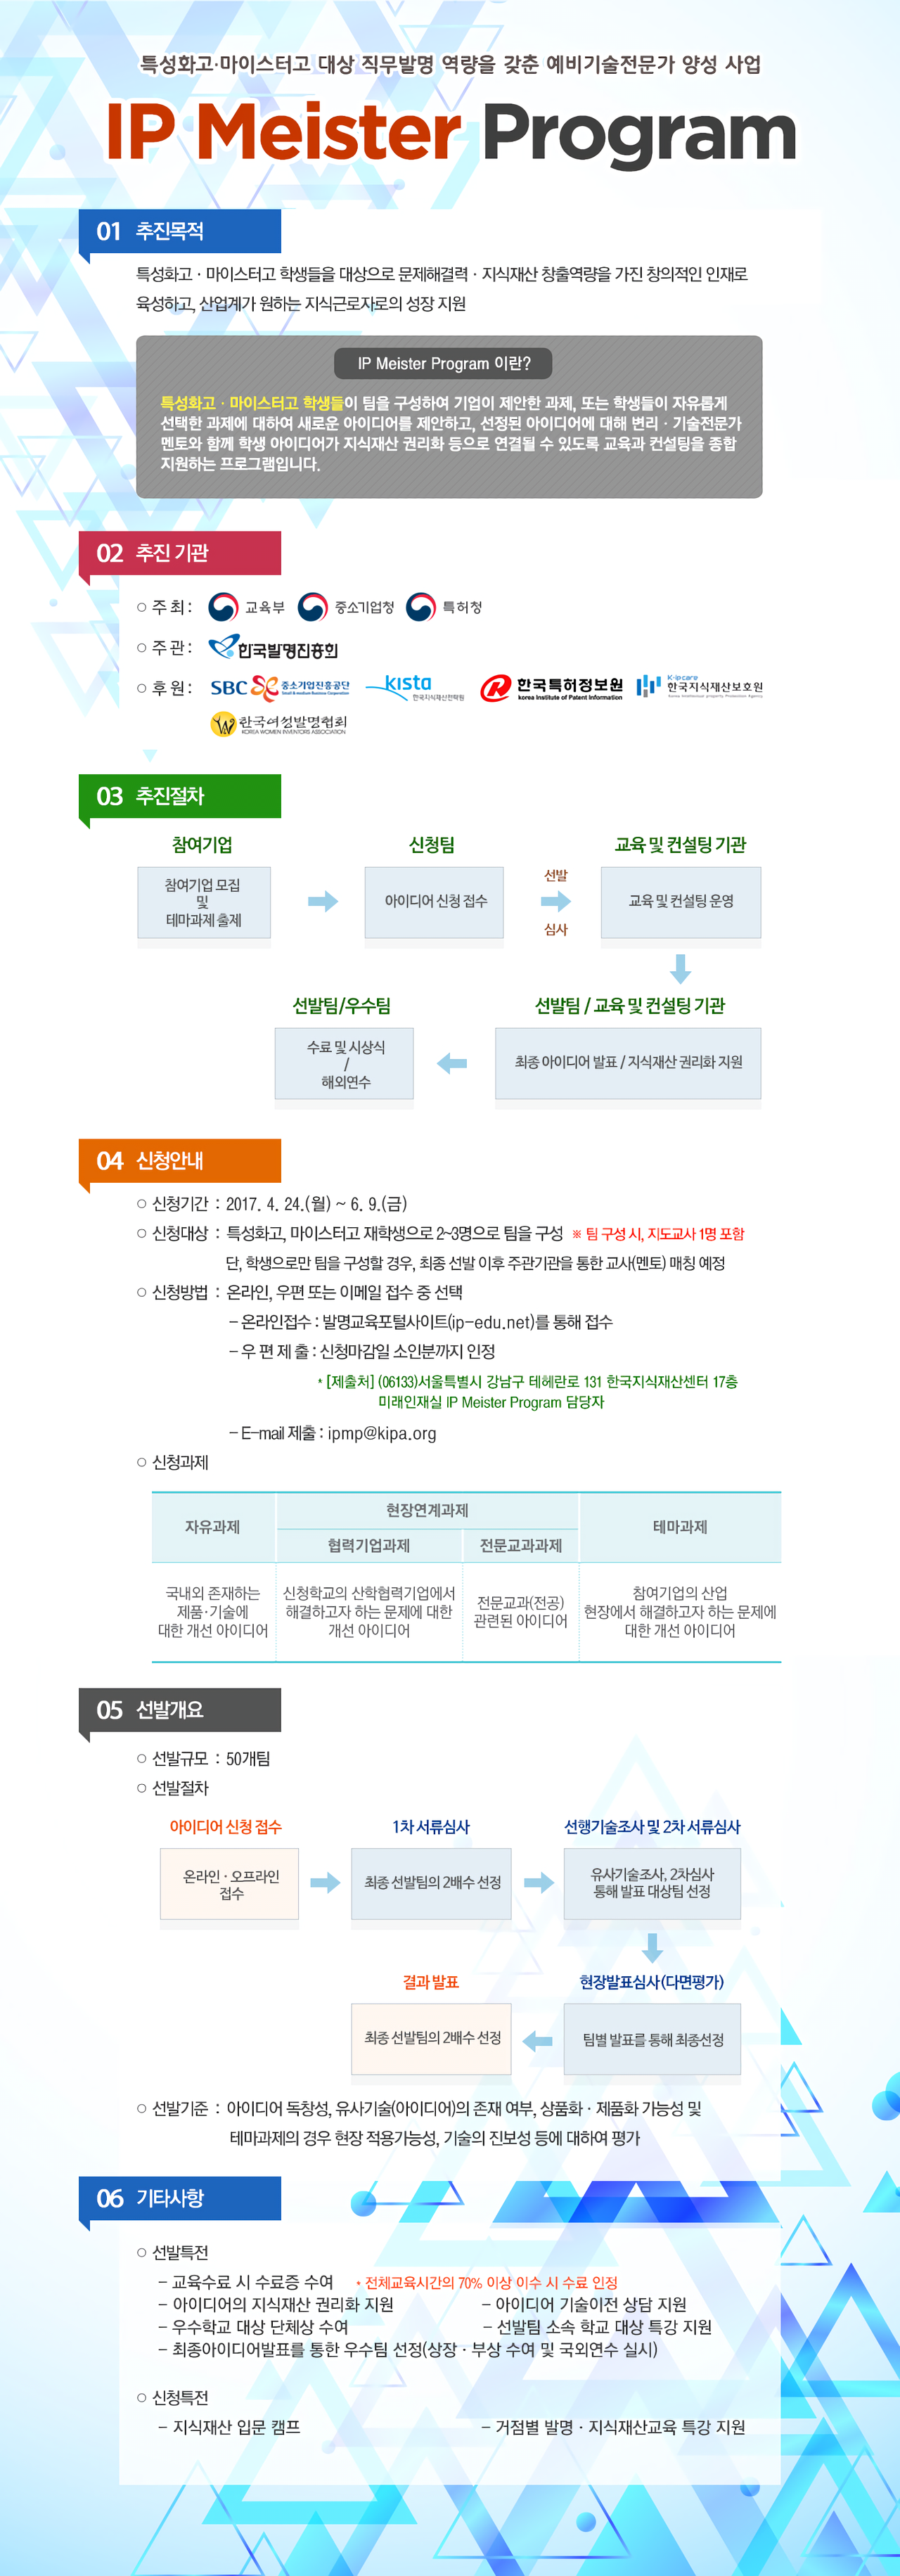 특성화고·마이스터고 대상 직무발명 역량을 갖춘 예비기술전문가 양성 사업
IP Meister Program
01 추진목적
특성화고 · 마이스터고 학생들을 대상으로 문제해결력 · 지식재산 창출역량을 가진 창의적인 인재로
육성하고, 산업계가 원하는 지식근로자로의 성장 지원
IP Meister Program 이란?
특성화고 · 마이스터고 학생들이 팀을 구성하여 기업이 제안한 과제, 또는 학생들이 자유롭게
선택한 과제에 대하여 새로운 아이디어를 제안하고, 선정된 아이디어에 대해 변리 · 기술전문가
멘토와 함께 학생 아이디어가 지식재산 권리화 등으로 연결될 수 있도록 교육과 컨설팅을 종합
지원하는 프로그램입니다.
02 추진 기관
○ 주최 : 교육부 중소기업청 특허청
○ 주관 : 한국발명진흥회
○ 후원 : SBC 중소기업진흥공단 Small & medium Business Corporation kista 한국지식재산전략원 한국특허정보원 Korea Institute of Patent Information K-ipcare 한국지식재산보호원 Korea Intellectual property Protection Agency
한국여성발명협회 KOREA WOMEN INVENTORS ASSOCIATION
03 추진절차
참여기업 신청팀 교육 및 컨설팅 기관
참여기업 모집
및
테마과제 출제
아이디어 신청 접수
선발
심사
교육 및 컨설팅 운영
선발팀/우수팀 선발팀 / 교육 및 컨설팅 기관
수료 및 시상식
/
해외연수
최종 아이디어 발표 / 지식재산 권리화 지원
04 신청안내
○ 신청기간 : 2017. 4. 24.(월) ~ 6. 9.(금)
○ 신청대상 : 특성화고, 마이스터고 재학생으로 2~3명으로 팀을 구성 ※ 팀 구성 시, 지도교사 1명 포함
단, 학생으로만 팀을 구성할 경우, 최종 선발 이후 주관기관을 통한 교사(멘토) 매칭 예정
○ 신청방법 : 온라인, 우편 또는 이메일 접수 중 선택
– 온라인접수 : 발명교육포털사이트(ip-edu.net)를 통해 접수
– 우 편 제 출 : 신청마감일 소인분까지 인정
* [제출처] (06133)서울특별시 강남구 테헤란로 131 한국지식재산센터 17층
미래인재실 IP Meister Program 담당자
– E-mail 제출 : ipmp@kipa.org
○ 신청과제
자유과제 현장연계과제 테마과제
협력기업과제 전문교과과제
국내외 존재하는
제품·기술에
대한 개선 아이디어
신청학교의 산학협력기업에서
해결하고자 하는 문제에 대한
개선 아이디어
전문교과(전공)
관련된 아이디어
참여기업의 산업
현장에서 해결하고자 하는 문제에
대한 개선 아이디어
05 선발개요
○ 선발규모 : 50개팀
○ 선발절차
아이디어 신청 접수 1차 서류심사 선행기술조사 및 2차 서류심사
온라인 · 오프라인
접수
최종 선발팀의 2배수 선정
유사기술조사, 2차심사
통해 발표 대상팀 선정
결과 발표 현장발표심사(다면평가)
최종 선발팀의 2배수 선정 팀별 발표를 통해 최종선정
○ 선발기준 : 아이디어 독창성, 유사기술(아이디어)의 존재 여부, 상품화 · 제품화 가능성 및
테마과제의 경우 현장 적용가능성, 기술의 진보성 등에 대하여 평가
06 기타사항
○ 선발특전
– 교육수료 시 수료증 수여 * 전체교육시간의 70% 이상 이수 시 수료 인정
– 아이디어의 지식재산 권리화 지원 – 아이디어 기술이전 상담 지원
– 우수학교 대상 단체상 수여 – 선발팀 소속 학교 대상 특강 지원
– 최종아이디어발표를 통한 우수팀 선정(상장 · 부상 수여 및 국외연수 실시)
○ 신청특전
– 지식재산 입문 캠프 – 거점별 발명 · 지식재산교육 특강 지원